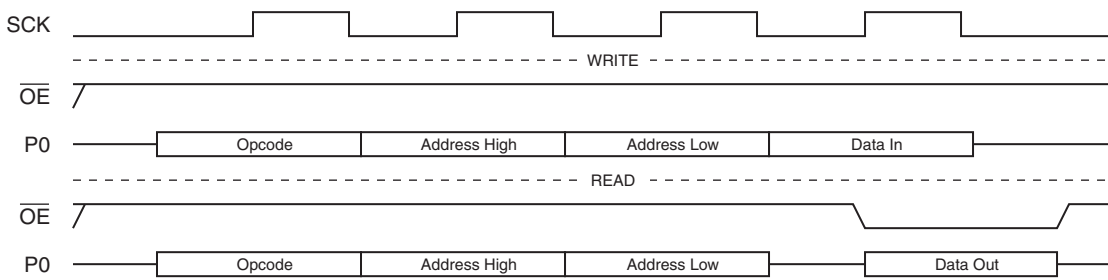 SCK
WRITE
OE
P0 Opcode Address High Address Low Data In
READ
OE
P0 Opcode Address High Address Low Data Out